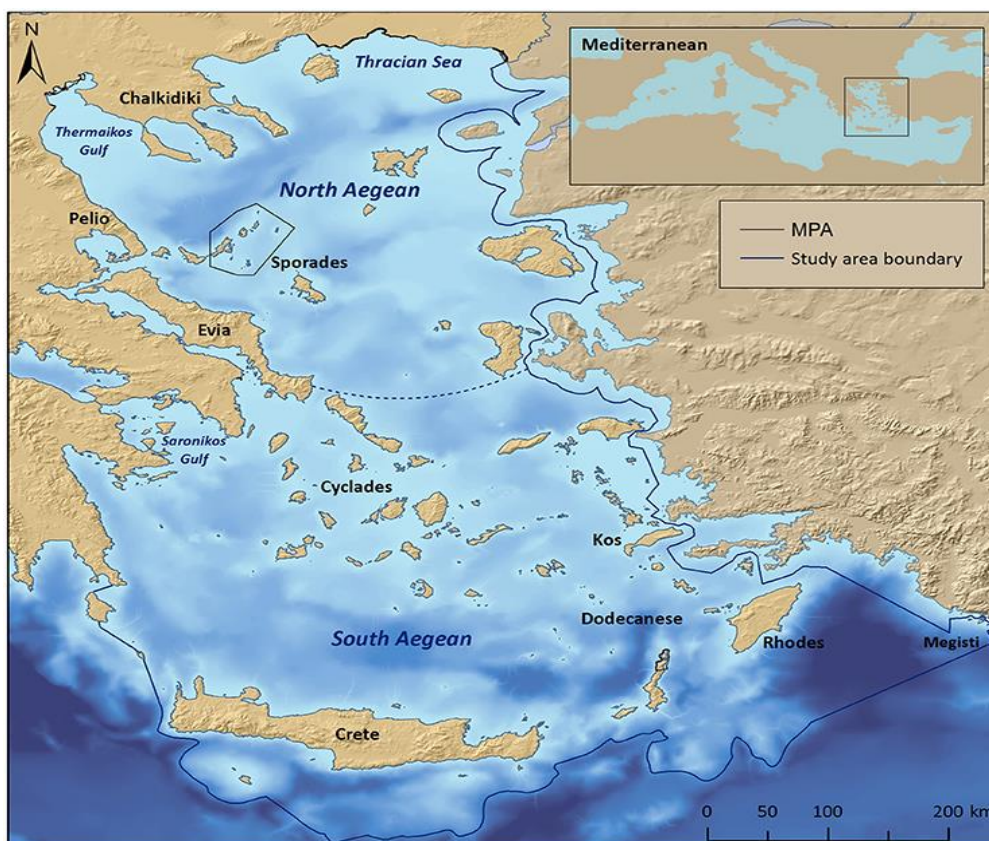 N
Thracian Sea
Mediterranean
Chalkidiki
Thermaikos
Gulf
North Aegean
Pelio
MPA
Study area boundary
Sporades
Evia
Saronikos
Gulf
Cyclades
Kos
Dodecanese
South Aegean
Rhodes
Megisti
Crete
0 50 100 200 km